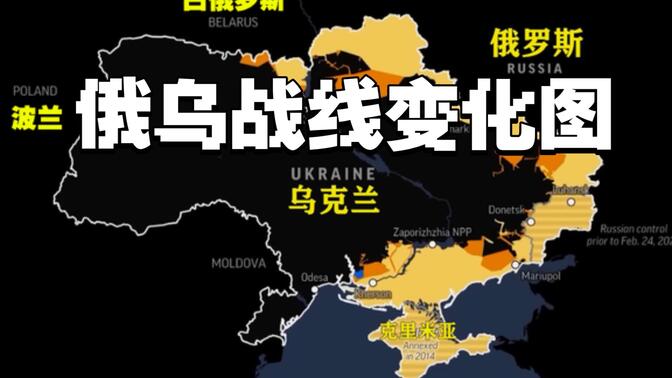 白俄罗斯
BELARUS
俄罗斯
RUSSIA
POLAND
波兰
俄乌战线变化图
UKRAINE
乌克兰
Luhansk
Donetsk
Zaporizhzhia NPP
Russian control
prior to Feb. 24, 202
MOLDOVA
Odesa
Mariupol
Kherson
克里米亚
Annexed
in 2014